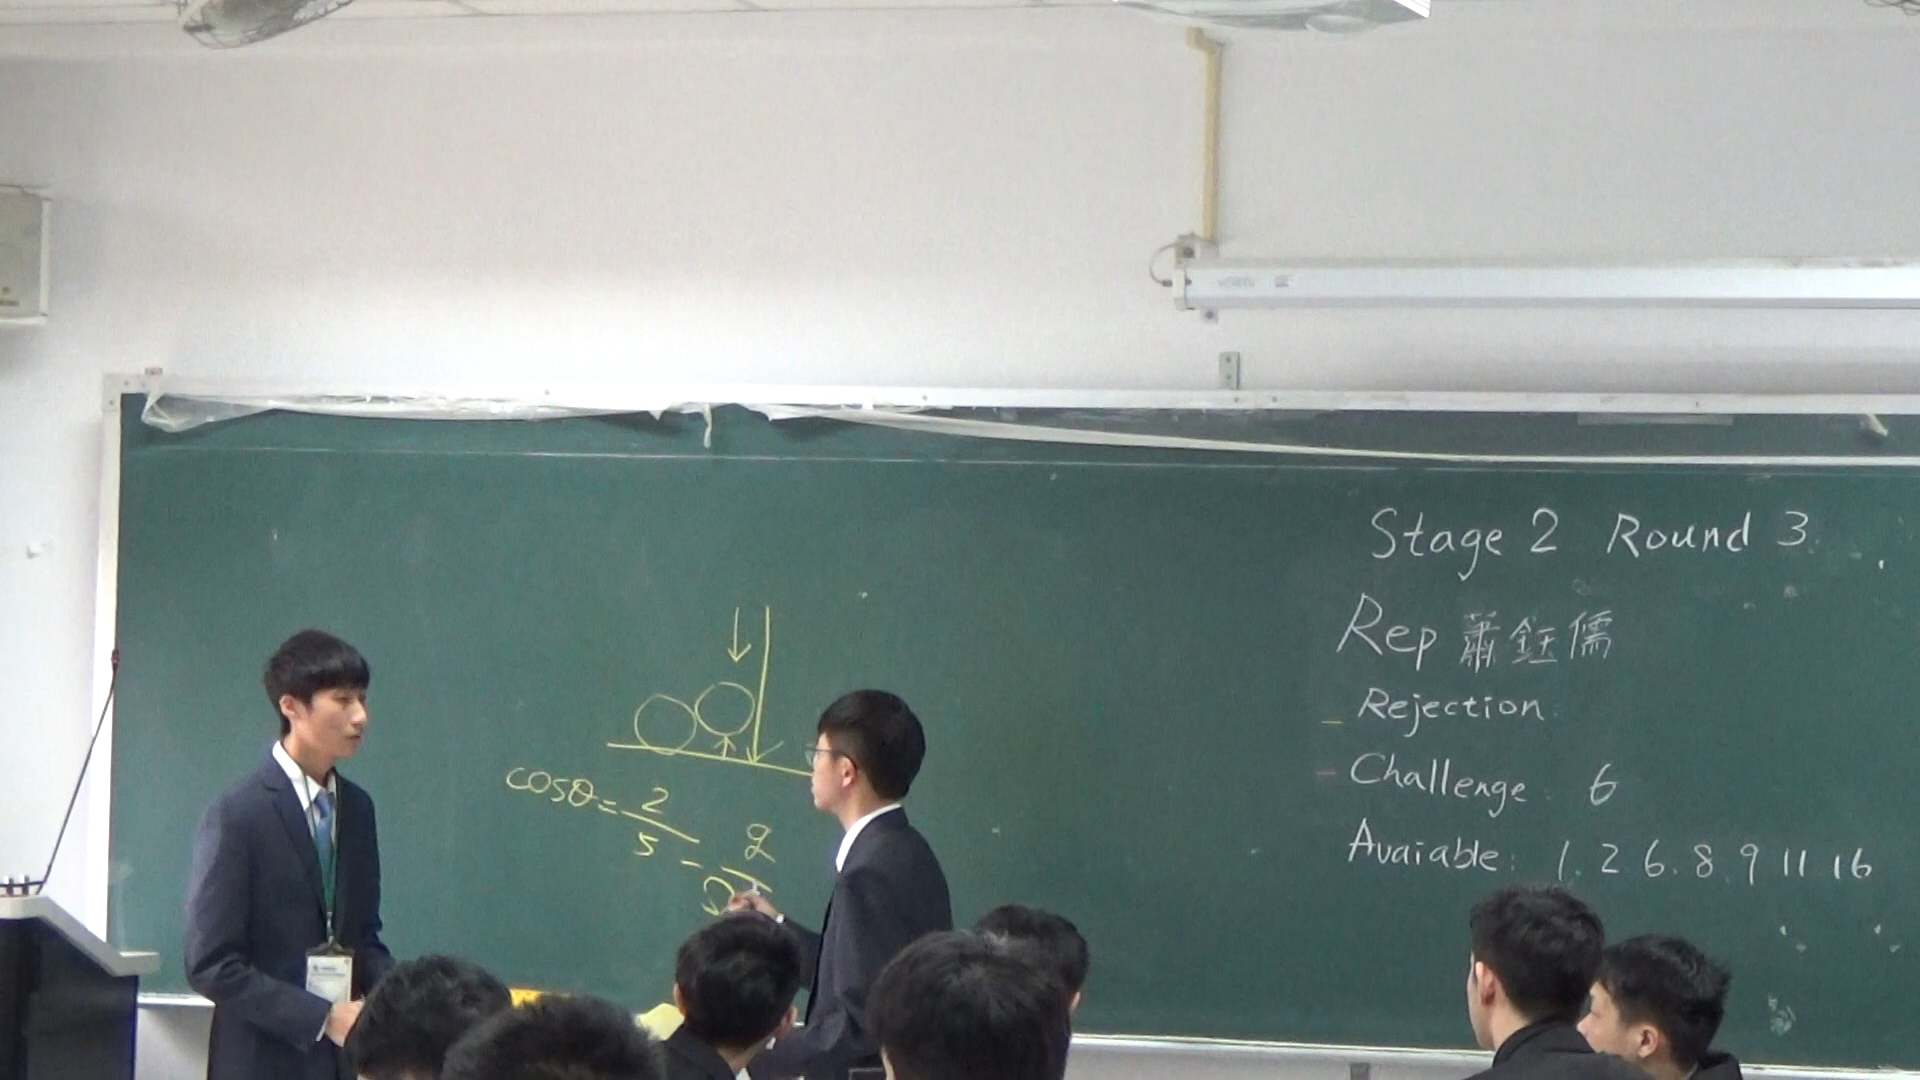 cosθ = 2/5 =
Stage 2 Round 3
Rep 蕭鈺儒
Rejection:
Challenge: 6
Avaiable: 1. 2 6. 8. 9 11 16